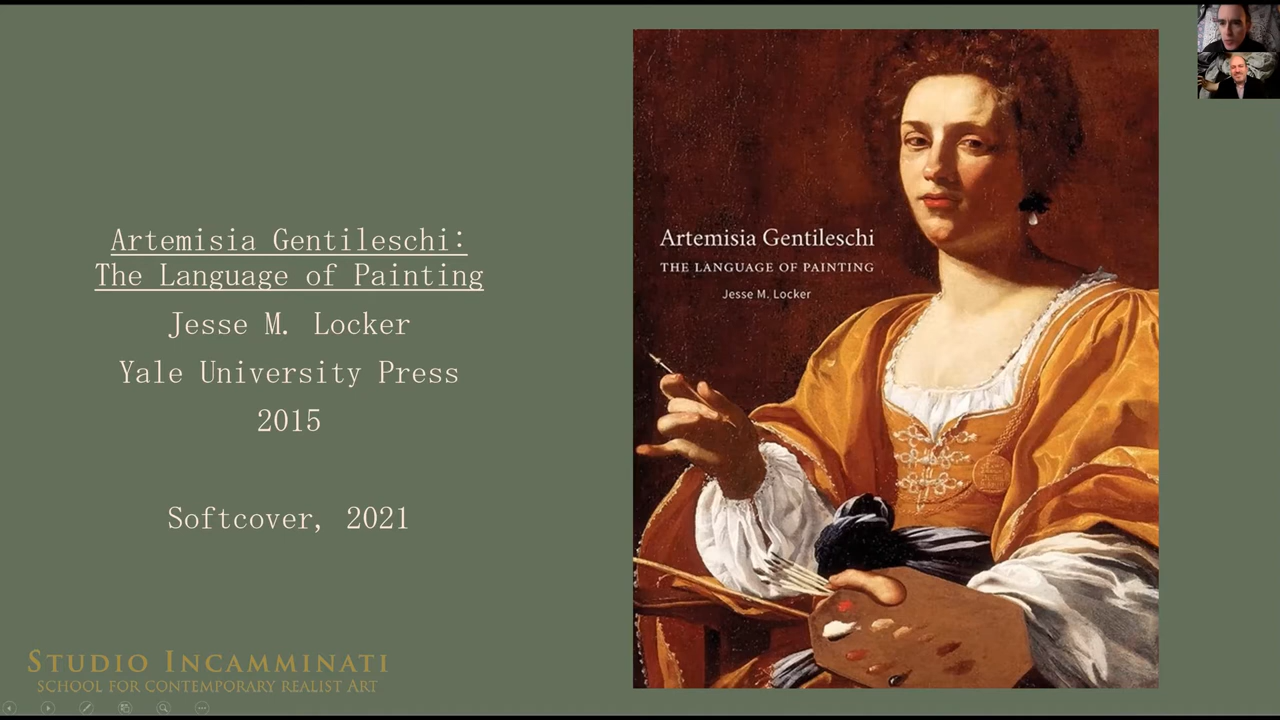 Artemisia Gentileschi:
The Language of Painting
Jesse M. Locker
Yale University Press
2015
Softcover, 2021
STUDIO INCAMMINATI
SCHOOL FOR CONTEMPORARY REALIST ART
Artemisia Gentileschi
THE LANGUAGE OF PAINTING
Jesse M. Locker